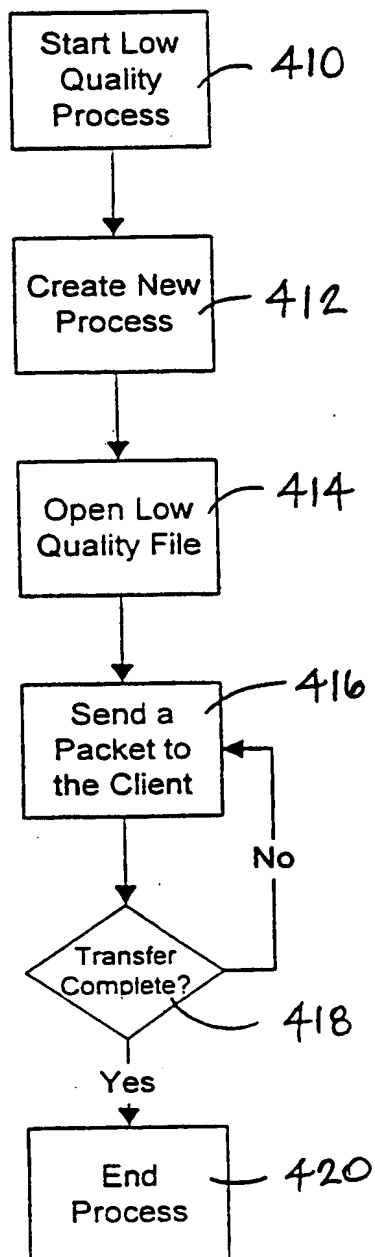 Start Low
Quality
Process
410
Create New
Process
412
Open Low
Quality File
414
Send a
Packet to
the Client
416
No
Transfer
Complete?
418
Yes
End
Process
420